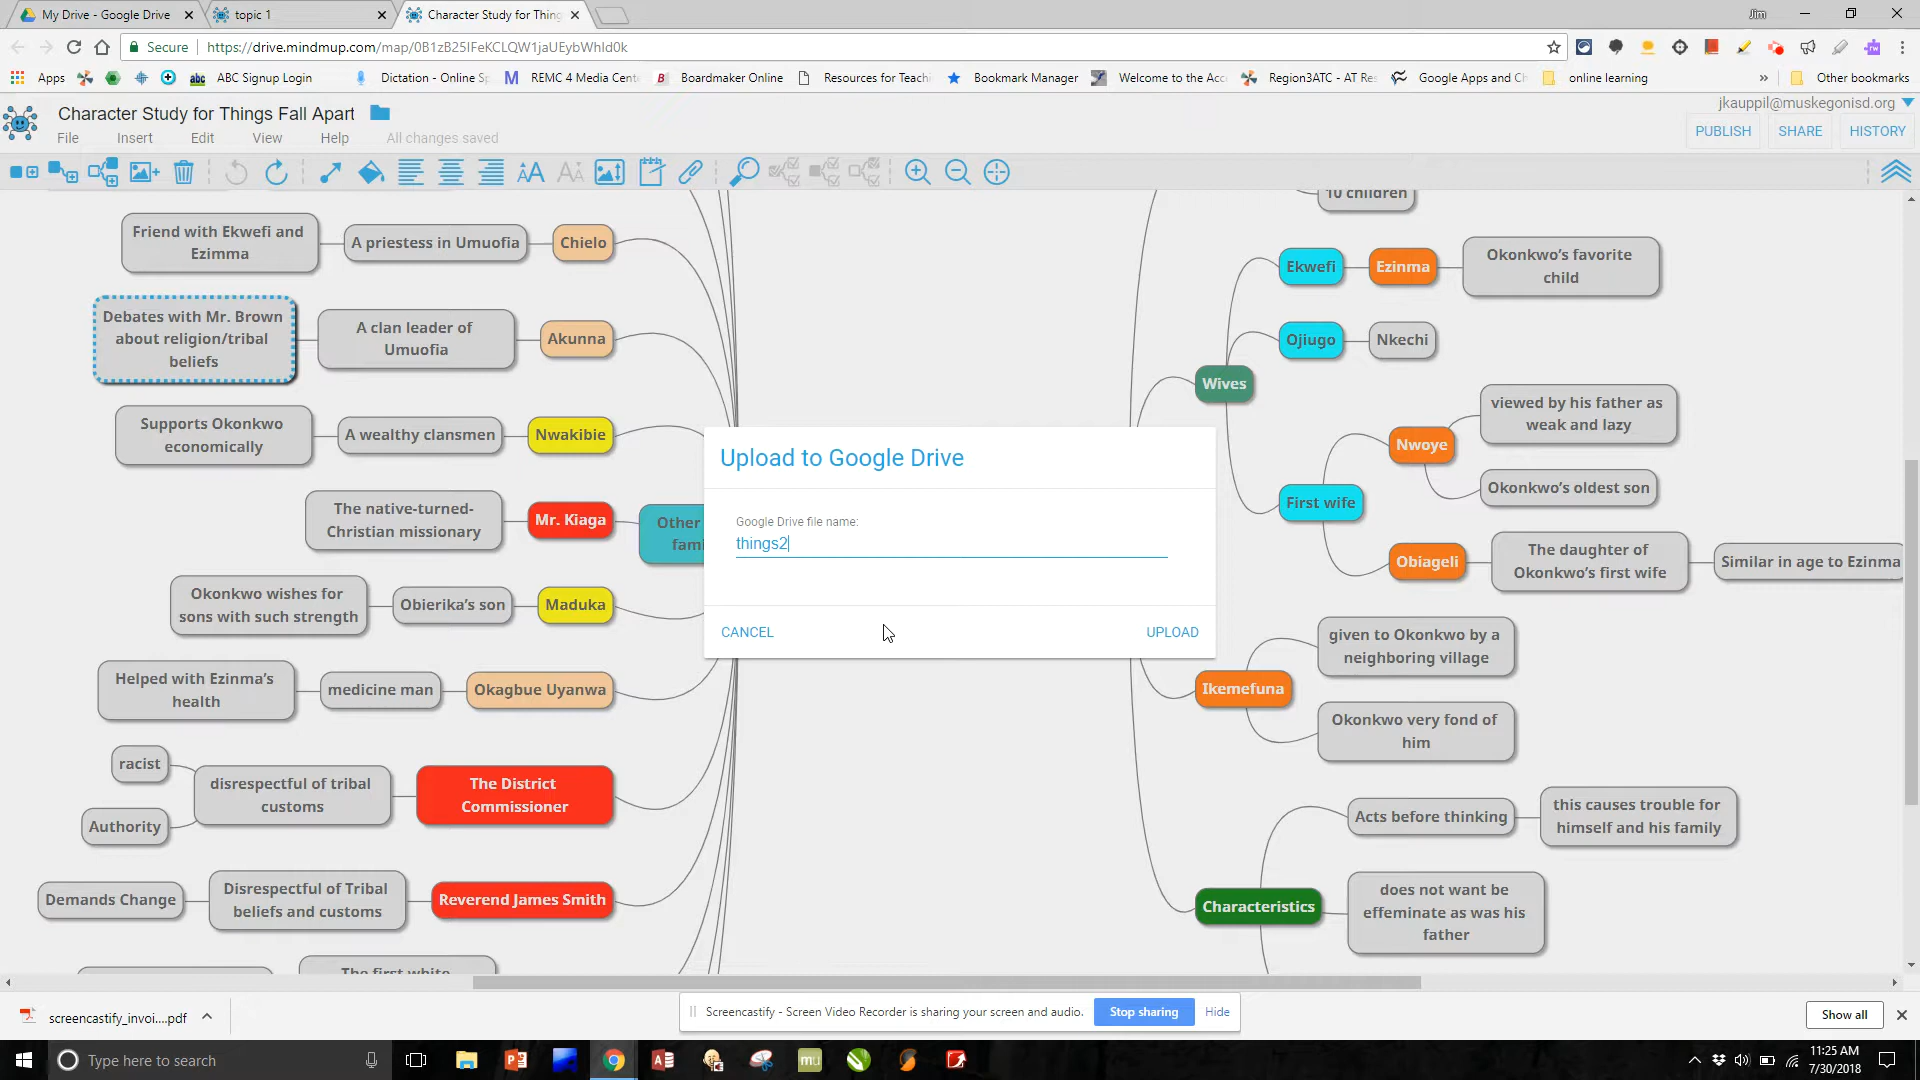 My Drive - Google Drive
topic 1
Character Study for Thing
Jim
Secure
https://drive.mindmup.com/map/0B1zB25IFeKCLQW1jaUEybWhId0k
Apps
ABC Signup Login
Dictation - Online Sp
REMC 4 Media Cent
Boardmaker Online
Resources for Teachi
Bookmark Manager
Welcome to the Acc
Region3ATC - AT Res
Google Apps and Ch
online learning
Other bookmarks
Character Study for Things Fall Apart
jkauppil@muskegonisd.org
File
Insert
Edit
View
Help
All changes saved
PUBLISH
SHARE
HISTORY
10 children
Friend with Ekwefi and
Ezimma
A priestess in Umuofia
Chielo
Debates with Mr. Brown
about religion/tribal
beliefs
A clan leader of
Umuofia
Akunna
Supports Okonkwo
economically
A wealthy clansmen
Nwakibie
The native-turned-
Christian missionary
Mr. Kiaga
Other
fami
Okonkwo wishes for
sons with such strength
Obierika's son
Maduka
Helped with Ezinma's
health
medicine man
Okagbue Uyanwa
racist
Authority
disrespectful of tribal
customs
The District
Commissioner
Demands Change
Disrespectful of Tribal
beliefs and customs
Reverend James Smith
The first white
Upload to Google Drive
Google Drive file name:
things2
CANCEL
UPLOAD
Ekwefi
Ezinma
Okonkwo's favorite
child
Ojiugo
Nkechi
Wives
viewed by his father as
weak and lazy
Nwoye
Okonkwo's oldest son
First wife
Obiageli
The daughter of
Okonkwo's first wife
Similar in age to Ezinma
given to Okonkwo by a
neighboring village
Ikemefuna
Okonkwo very fond of
him
Acts before thinking
this causes trouble for
himself and his family
Characteristics
does not want be
effeminate as was his
father
screencastify_invoi....pdf
Screencastify - Screen Video Recorder is sharing your screen and audio.
Stop sharing
Hide
Show all
Type here to search
mu
11:25 AM
7/30/2018